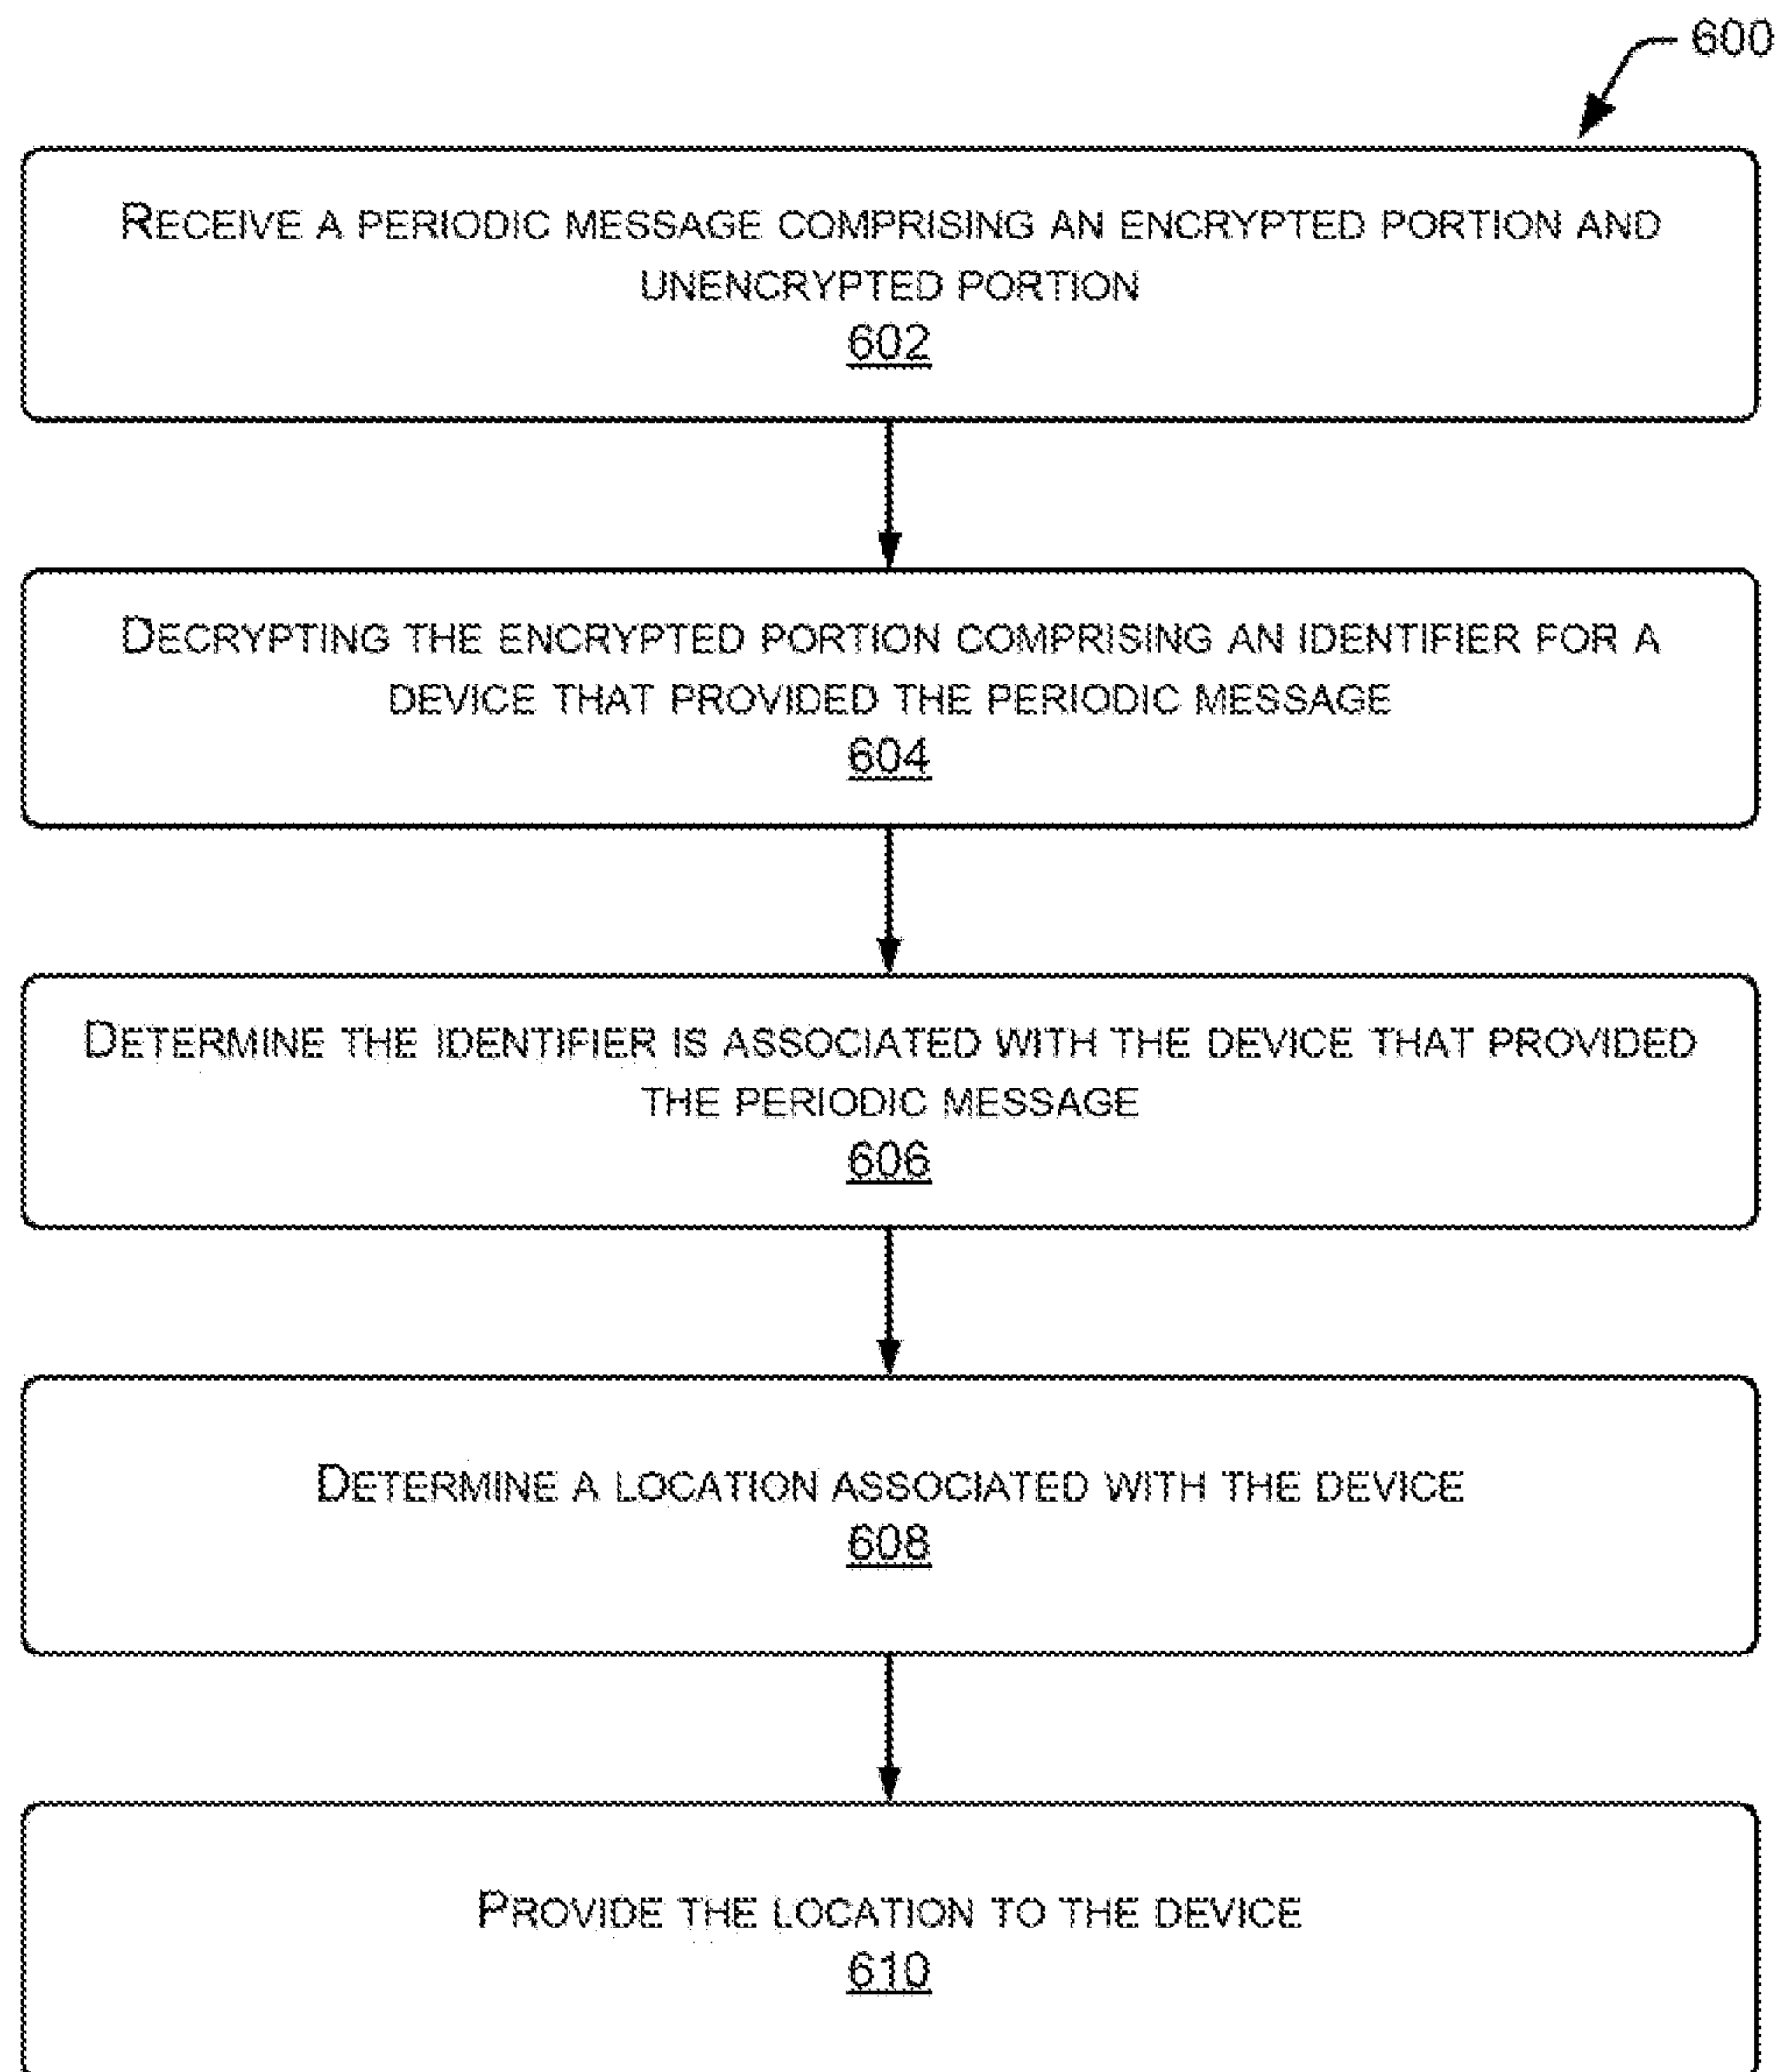 600
RECEIVE A PERIODIC MESSAGE COMPRISING AN ENCRYPTED PORTION AND
UNENCRYPTED PORTION
602
DECRYPTING THE ENCRYPTED PORTION COMPRISING AN IDENTIFIER FOR A
DEVICE THAT PROVIDED THE PERIODIC MESSAGE
604
DETERMINE THE IDENTIFIER IS ASSOCIATED WITH THE DEVICE THAT PROVIDED
THE PERIODIC MESSAGE
606
DETERMINE A LOCATION ASSOCIATED WITH THE DEVICE
608
PROVIDE THE LOCATION TO THE DEVICE
610